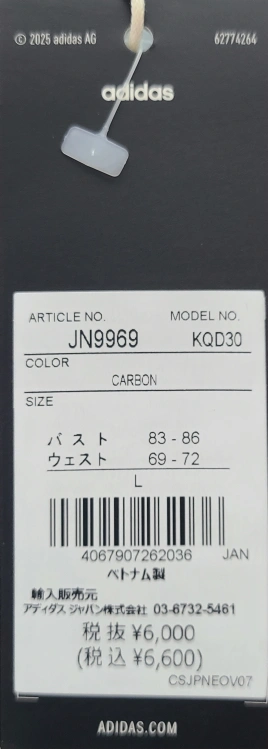 © 2025 adidas AG 62774264
adidas
ARTICLE NO. MODEL NO.
JN9969 KQD30
COLOR
CARBON
SIZE
バスト 83 - 86
ウェスト 69 - 72
L
4067907262036 JAN
ベトナム製
輸入販売元
アディダス ジャパン株式会社 03-6732-5461
税抜¥6,000
(税込¥6,600)
CSJPNEOV07
ADIDAS.COM